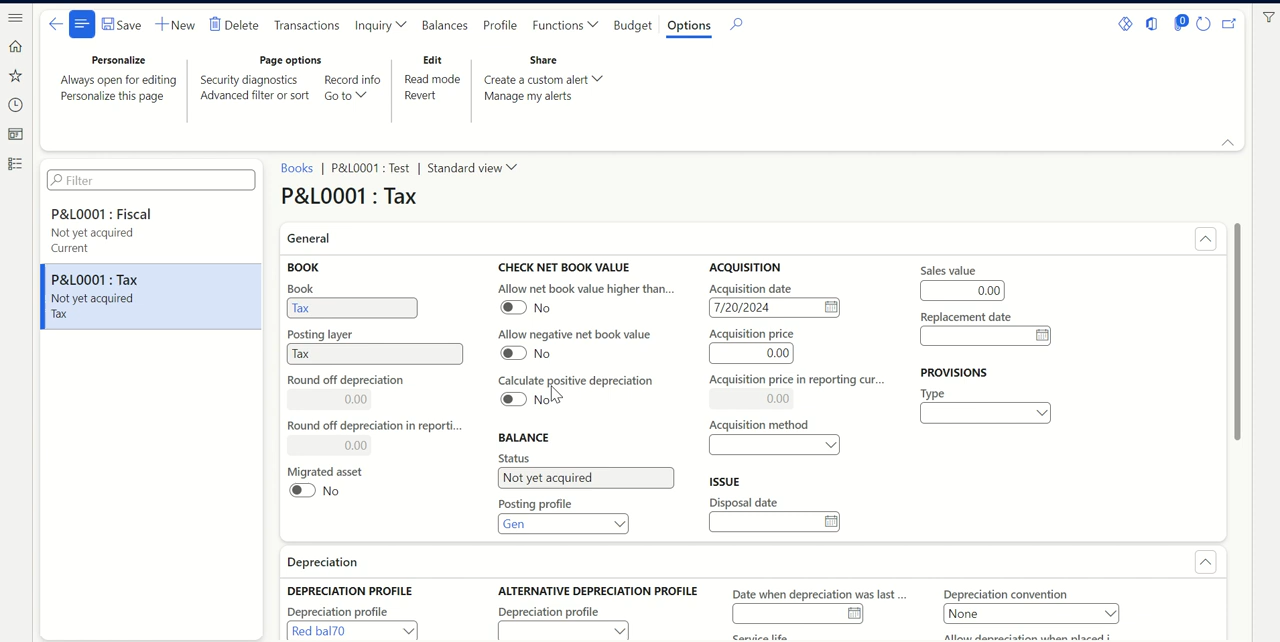 Save
New
Delete
Transactions
Inquiry
Balances
Profile
Functions
Budget
Options
0
Personalize
Always open for editing
Personalize this page
Page options
Security diagnostics
Record info
Advanced filter or sort
Go to
Edit
Read mode
Revert
Share
Create a custom alert
Manage my alerts
Filter
P&L0001 : Fiscal
Not yet acquired
Current
P&L0001 : Tax
Not yet acquired
Tax
Books | P&L0001 : Test | Standard view
P&L0001 : Tax
General
BOOK
Book
Tax
Posting layer
Tax
Round off depreciation
0.00
Round off depreciation in reporti...
0.00
Migrated asset
No
CHECK NET BOOK VALUE
Allow net book value higher than...
No
Allow negative net book value
No
Calculate positive depreciation
No
BALANCE
Status
Not yet acquired
Posting profile
Gen
ACQUISITION
Acquisition date
7/20/2024
Acquisition price
0.00
Acquisition price in reporting cur...
0.00
Acquisition method
ISSUE
Disposal date
Sales value
0.00
Replacement date
PROVISIONS
Type
Depreciation
DEPRECIATION PROFILE
Depreciation profile
Red bal70
ALTERNATIVE DEPRECIATION PROFILE
Depreciation profile
Date when depreciation was last ...
Service life
Depreciation convention
None
Allow depreciation when placed i